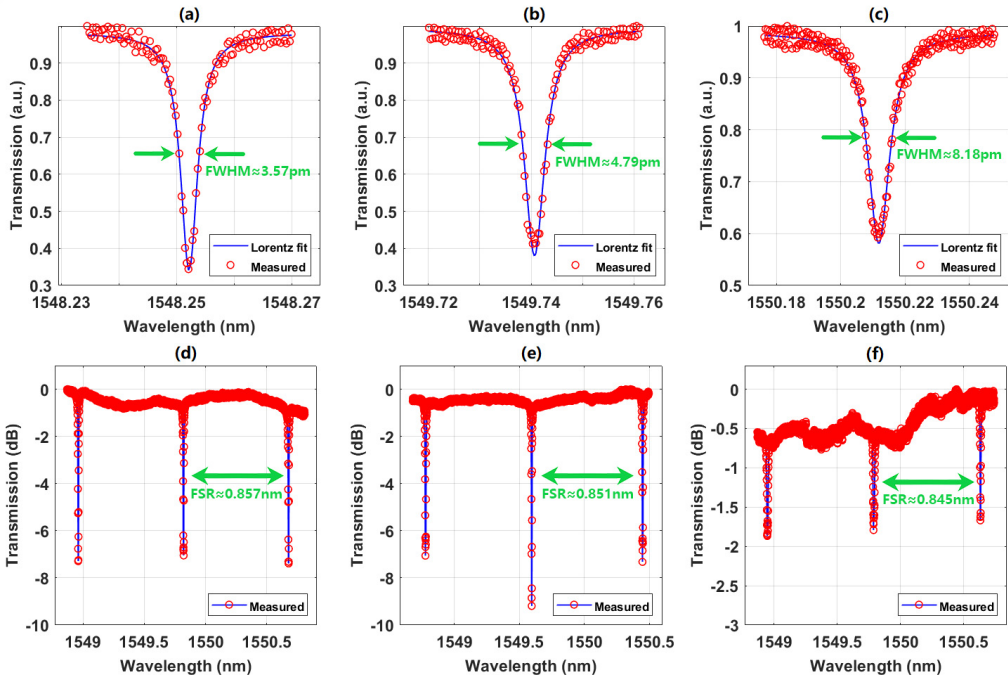 (a)
1
0.9
0.8
0.7
0.6
0.5
0.4
0.3
Transmission (a.u.)
FWHM≈3.57pm
Lorentz fit
Measured
1548.23 1548.25 1548.27
Wavelength (nm)
(b)
1
0.9
0.8
0.7
0.6
0.5
0.4
0.3
Transmission (a.u.)
FWHM≈4.79pm
Lorentz fit
Measured
1549.72 1549.74 1549.76
Wavelength (nm)
(c)
1
0.9
0.8
0.7
0.6
0.5
Transmission (a.u.)
FWHM≈8.18pm
Lorentz fit
Measured
1550.18 1550.2 1550.22 1550.24
Wavelength (nm)
(d)
0
-2
-4
-6
-8
-10
Transmission (dB)
FSR≈0.857nm
Measured
1549 1549.5 1550 1550.5
Wavelength (nm)
(e)
0
-2
-4
-6
-8
-10
Transmission (dB)
FSR≈0.851nm
Measured
1549 1549.5 1550 1550.5
Wavelength (nm)
(f)
0
-0.5
-1
-1.5
-2
-2.5
-3
Transmission (dB)
FSR≈0.845nm
Measured
1549 1549.5 1550 1550.5
Wavelength (nm)